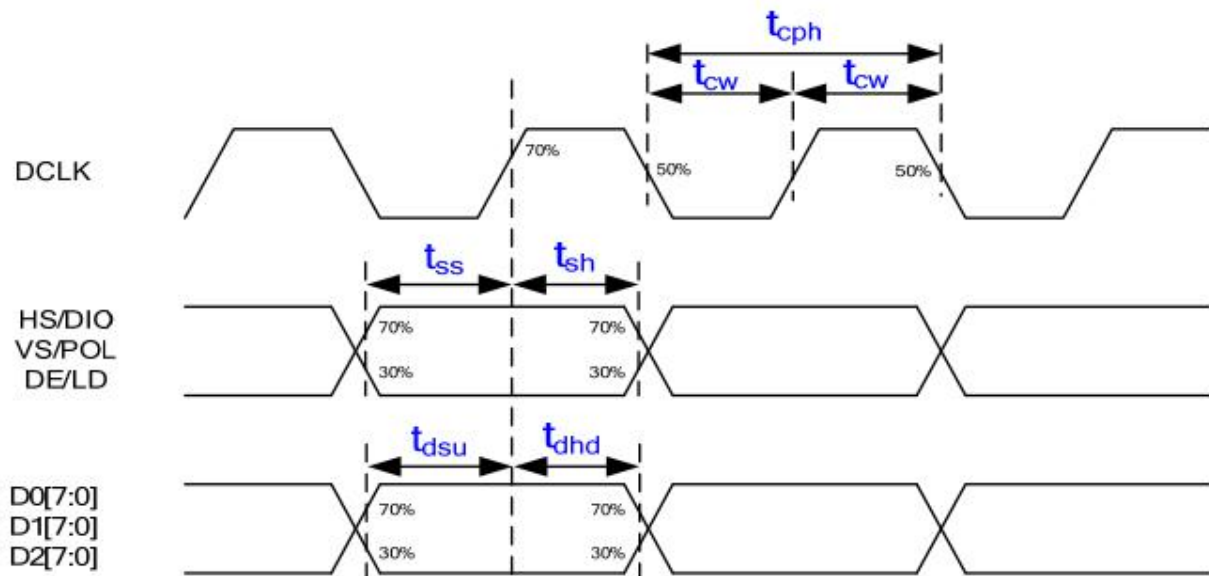 tcph
tcw tcw
DCLK 70% 50% 50%
tss tsh
HS/DIO
VS/POL
DE/LD
70% 70%
30% 30%
tdsu tdhd
D0[7:0]
D1[7:0]
D2[7:0]
70% 70%
30% 30%